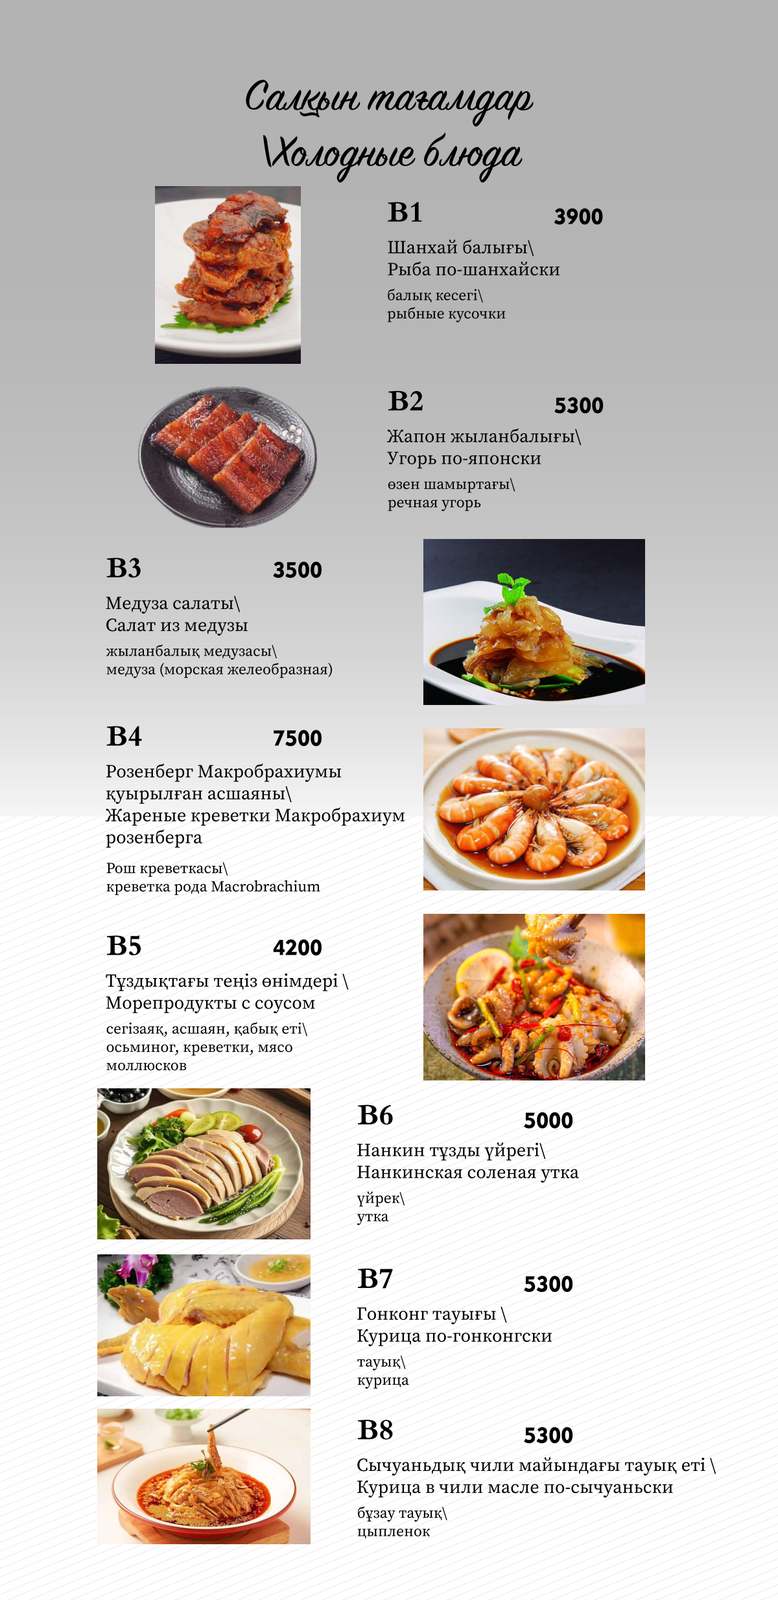 Салқын тағамдар
\Холодные блюда
B1 3900
Шанхай балығы\
Рыба по-шанхайски
балық кесегі\
рыбные кусочки
B2 5300
Жапон жыланбалығы\
Угорь по-японски
өзен шамыртағы\
речная угорь
B3 3500
Медуза салаты\
Салат из медузы
жыланбалық медузасы\
медуза (морская желеобразная)
B4 7500
Розенберг Макробрахиумы
қуырылған асшаяны\
Жареные креветки Макробрахиум
розенберга
Рош креветкасы\
креветка рода Macrobrachium
B5 4200
Тұздықтағы теңіз өнімдері \
Морепродукты с соусом
сегізаяқ, асшаян, қабық еті\
осьминог, креветки, мясо
моллюсков
B6 5000
Нанкин тұзды үйрегі\
Нанкинская соленая утка
үйрек\
утка
B7 5300
Гонконг тауығы \
Курица по-гонконгски
тауық\
курица
B8 5300
Сычуаньдық чили майындағы тауық еті \
Курица в чили масле по-сычуаньски
бұзау тауық\
цыпленок